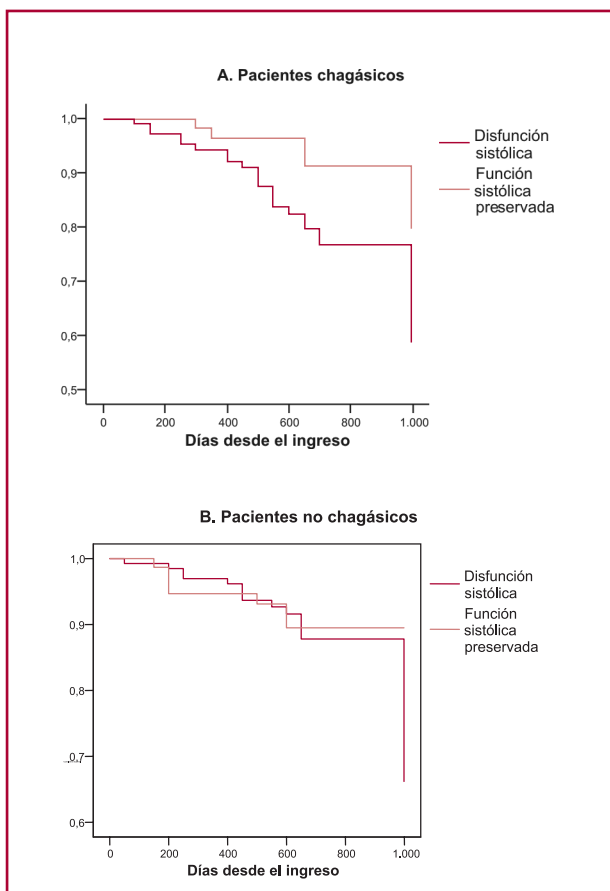 A. Pacientes chagásicos
1,0
0,9
0,8
0,7
0,6
0,5
0
200
400
600
800
1.000
Días desde el ingreso
Disfunción
sistólica
Función
sistólica
preservada
B. Pacientes no chagásicos
1,0
0,9
0,8
0,7
0,6
0
200
400
600
800
1.000
Días desde el ingreso
Disfunción
sistólica
Función
sistólica
preservada